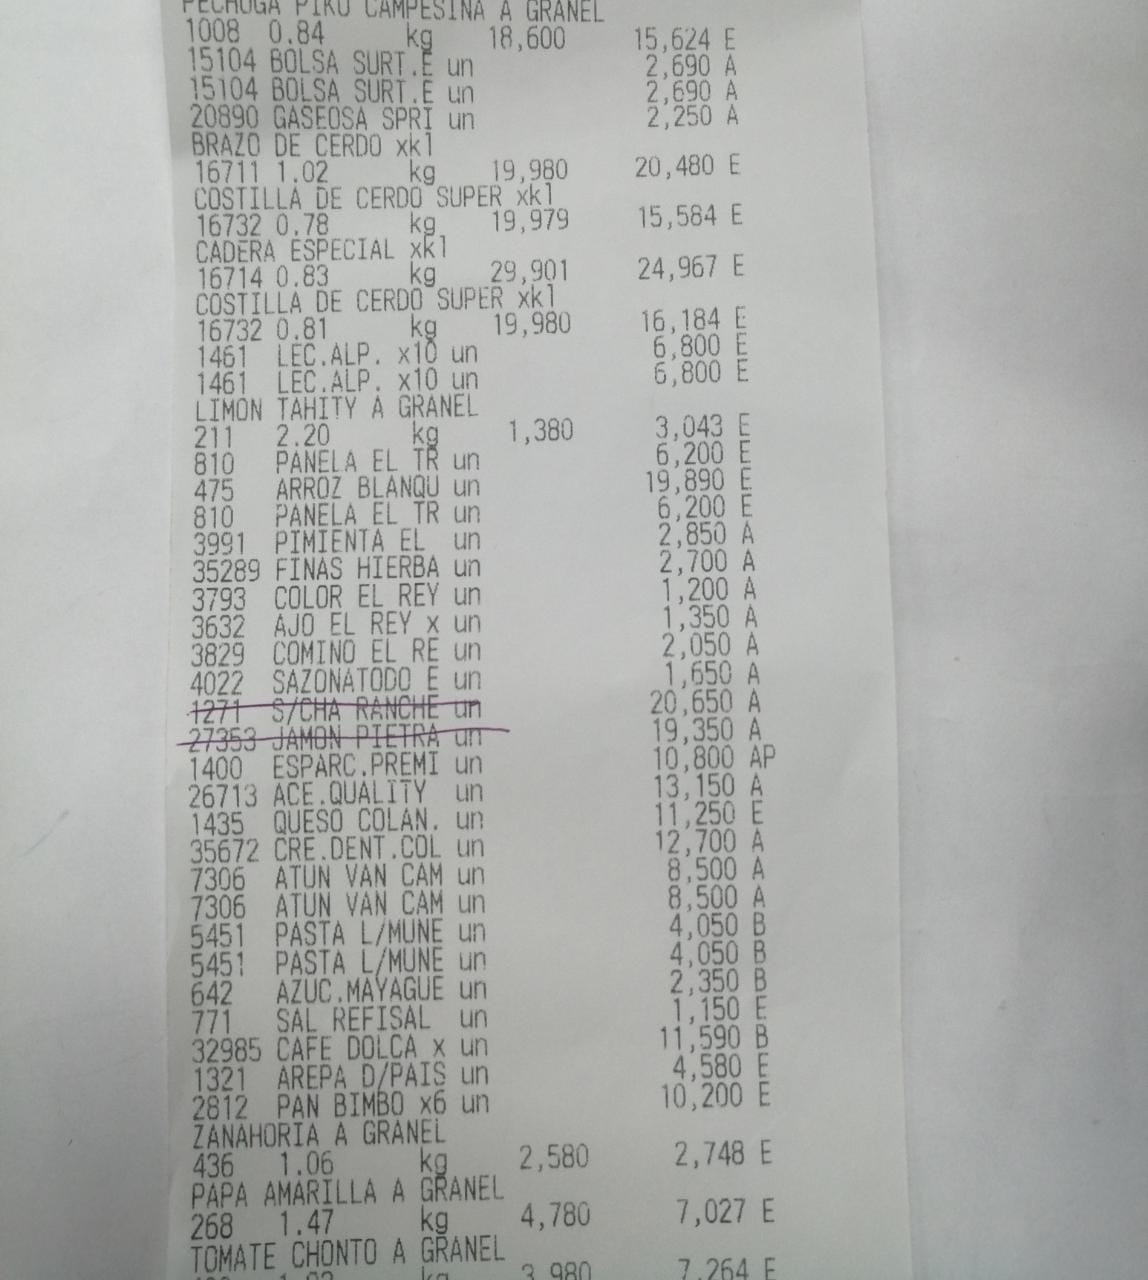 PECHUGA PIKU CAMPESINA A GRANEL
1008 0.84 kg 18,600 15,624 E
15104 BOLSA SURT.E un 2,690 A
15104 BOLSA SURT.E un 2,690 A
20890 GASEOSA SPRI un 2,250 A
BRAZO DE CERDO xk1
16711 1.02 kg 19,980 20,480 E
COSTILLA DE CERDO SUPER xk1
16732 0.78 kg 19,979 15,584 E
CADERA ESPECIAL xk1
16714 0.83 kg 29,901 24,967 E
COSTILLA DE CERDO SUPER xk1
16732 0.81 kg 19,980 16,184 E
1461 LEC.ALP. x10 un 6,800 E
1461 LEC.ALP. x10 un 6,800 E
LIMON TAHITY A GRANEL
211 2.20 kg 1,380 3,043 E
810 PANELA EL TR un 6,200 E
475 ARROZ BLANQU un 19,890 E
810 PANELA EL TR un 6,200 E
3991 PIMIENTA EL un 2,850 A
35289 FINAS HIERBA un 2,700 A
3793 COLOR EL REY un 1,200 A
3632 AJO EL REY x un 1,350 A
3829 COMINO EL RE un 2,050 A
4022 SAZONATODO E un 1,650 A
1271 S/CHA RANCHE un 20,650 A
27353 JAMON PIETRA un 19,350 A
1400 ESPARC.PREMI un 10,800 AP
26713 ACE.QUALITY un 13,150 A
1435 QUESO COLAN. un 11,250 E
35672 CRE.DENT.COL un 12,700 A
7306 ATUN VAN CAM un 8,500 A
7306 ATUN VAN CAM un 8,500 A
5451 PASTA L/MUNE un 4,050 B
5451 PASTA L/MUNE un 4,050 B
642 AZUC.MAYAGUE un 2,350 B
771 SAL REFISAL un 1,150 E
32985 CAFE DOLCA x un 11,590 B
1321 AREPA D/PAIS un 4,580 E
2812 PAN BIMBO x6 un 10,200 E
ZANAHORIA A GRANEL
436 1.06 kg 2,580 2,748 E
PAPA AMARILLA A GRANEL
268 1.47 kg 4,780 7,027 E
TOMATE CHONTO A GRANEL
kg 3,980 7,264 E